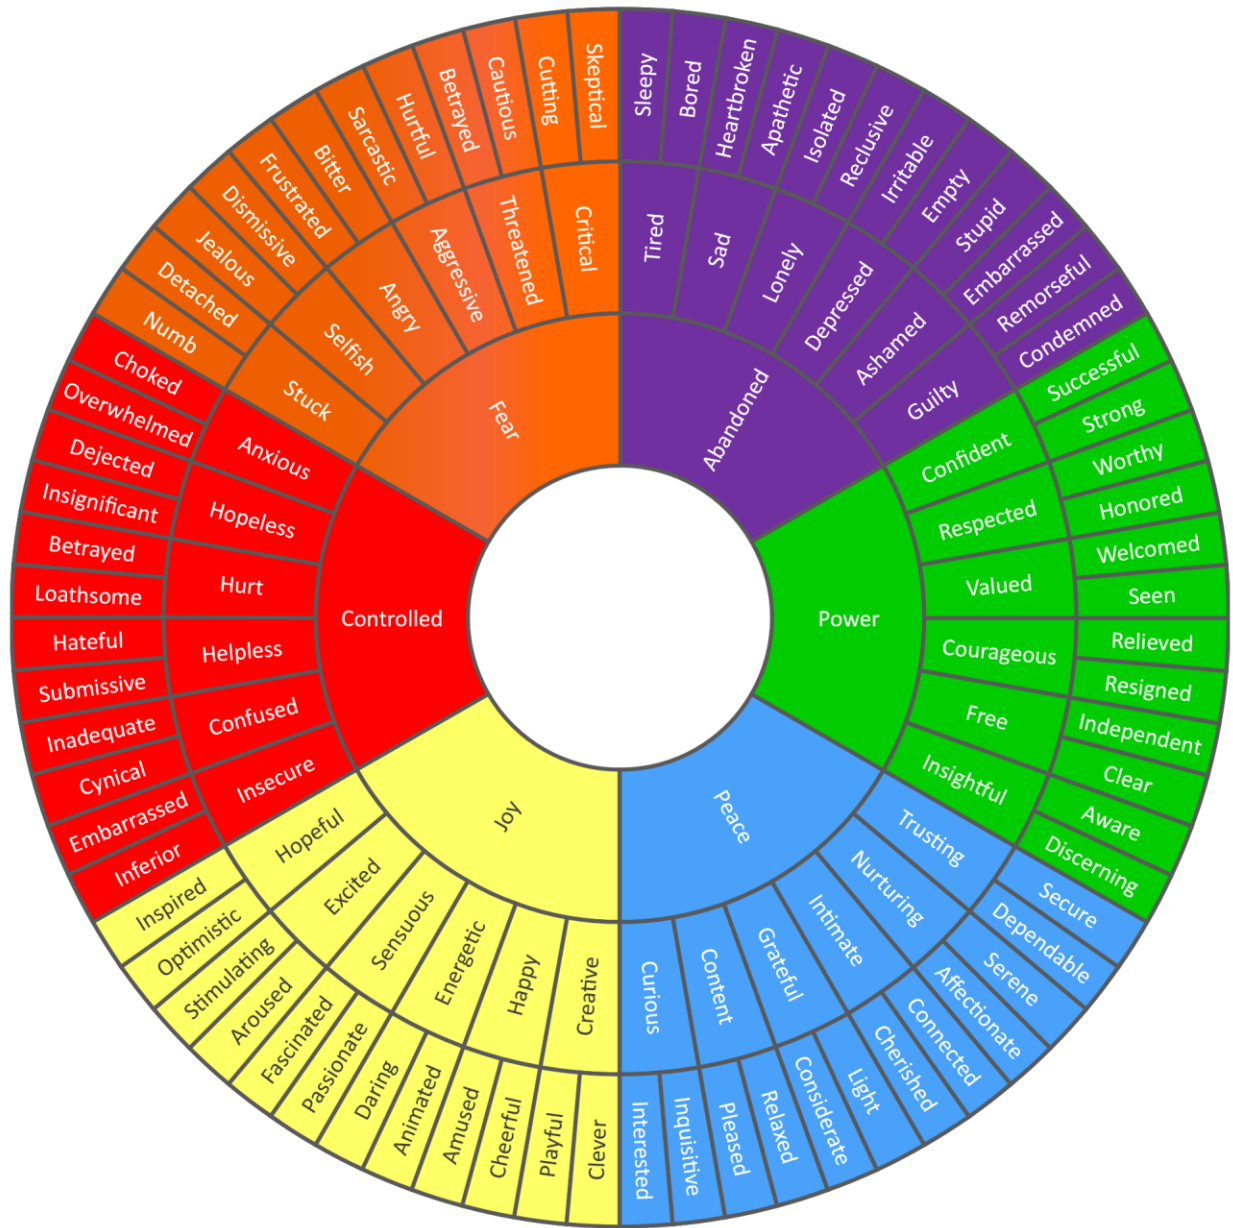 Abandoned
Tired
Sad
Lonely
Depressed
Ashamed
Guilty
Sleepy
Bored
Heartbroken
Apathetic
Isolated
Reclusive
Irritable
Empty
Stupid
Embarrassed
Remorseful
Condemned
Power
Confident
Respected
Valued
Courageous
Free
Insightful
Successful
Strong
Worthy
Honored
Welcomed
Seen
Relieved
Resigned
Independent
Clear
Aware
Discerning
Peace
Trusting
Nurturing
Intimate
Grateful
Content
Curious
Secure
Dependable
Serene
Affectionate
Connected
Cherished
Light
Considerate
Relaxed
Pleased
Inquisitive
Interested
Joy
Creative
Happy
Energetic
Sensuous
Excited
Hopeful
Clever
Playful
Cheerful
Amused
Animated
Daring
Passionate
Fascinated
Aroused
Stimulating
Optimistic
Inspired
Controlled
Insecure
Confused
Helpless
Hurt
Hopeless
Anxious
Inferior
Embarrassed
Cynical
Inadequate
Submissive
Hateful
Loathsome
Betrayed
Insignificant
Dejected
Overwhelmed
Choked
Fear
Stuck
Selfish
Angry
Aggressive
Threatened
Critical
Numb
Detached
Jealous
Dismissive
Frustrated
Bitter
Sarcastic
Hurtful
Betrayed
Cautious
Cutting
Skeptical